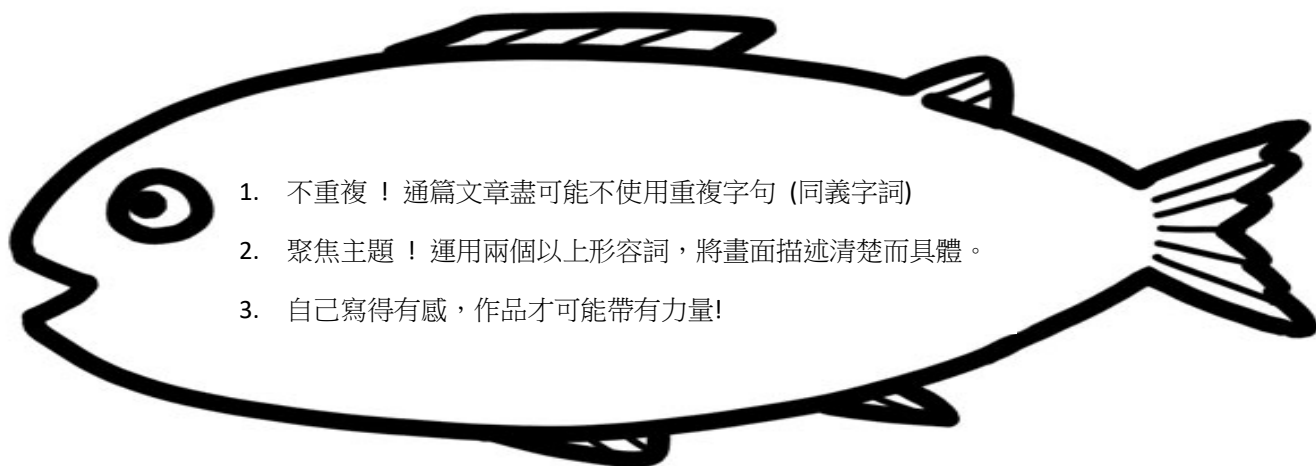 1. 不重複 ! 通篇文章盡可能不使用重複字句 (同義字詞)
2. 聚焦主題 ! 運用兩個以上形容詞，將畫面描述清楚而具體。
3. 自己寫得有感，作品才可能帶有力量!